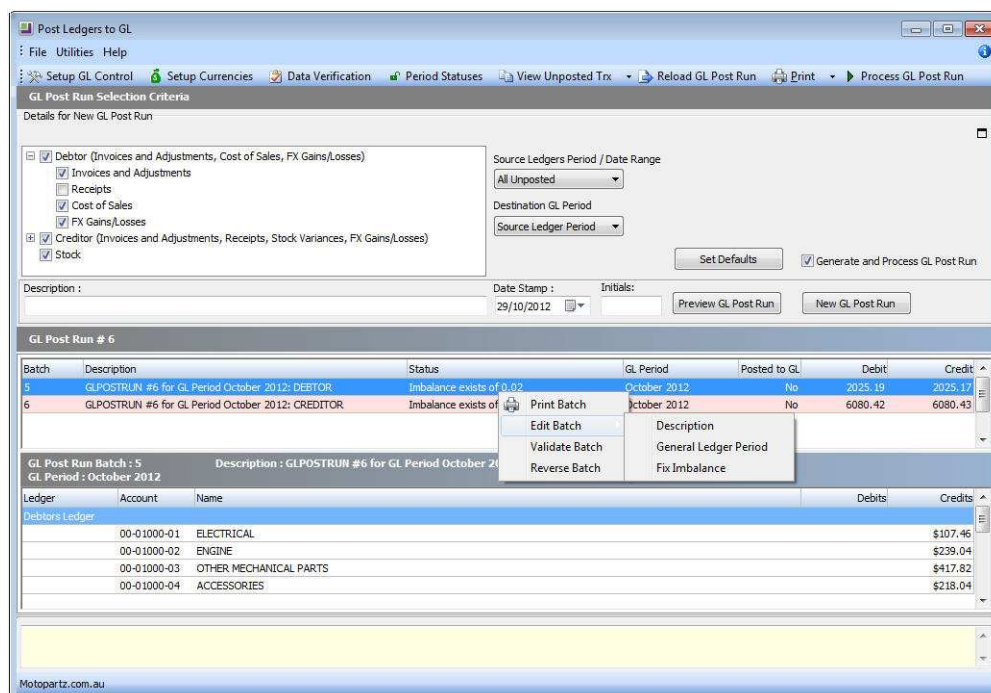 Post Ledgers to GL
File Utilities Help
Setup GL Control Setup Currencies Data Verification Period Statuses View Unposted Trx Reload GL Post Run Print Process GL Post Run
GL Post Run Selection Criteria
Details for New GL Post Run
Debtor (Invoices and Adjustments, Cost of Sales, FX Gains/Losses)
Invoices and Adjustments
Receipts
Cost of Sales
FX Gains/Losses
Creditor (Invoices and Adjustments, Receipts, Stock Variances, FX Gains/Losses)
Stock
Source Ledgers Period / Date Range
All Unposted
Destination GL Period
Source Ledger Period
Set Defaults Generate and Process GL Post Run
Description : Date Stamp : Initials:
29/10/2012 Preview GL Post Run New GL Post Run
GL Post Run # 6
Batch Description Status GL Period Posted to GL Debit Credit
5 GLPOSTRUN #6 for GL Period October 2012: DEBTOR Imbalance exists of 0.02 October 2012 No 2025.19 2025.17
6 GLPOSTRUN #6 for GL Period October 2012: CREDITOR Imbalance exists of October 2012 No 6080.42 6080.43
Print Batch
Edit Batch
Validate Batch
Reverse Batch
Description
General Ledger Period
Fix Imbalance
GL Post Run Batch : 5 Description : GLPOSTRUN #6 for GL Period October 2
GL Period : October 2012
Ledger Account Name Debits Credits
Debtors Ledger
00-01000-01 ELECTRICAL $107.46
00-01000-02 ENGINE $239.04
00-01000-03 OTHER MECHANICAL PARTS $417.82
00-01000-04 ACCESSORIES $218.04
Motopartz.com.au